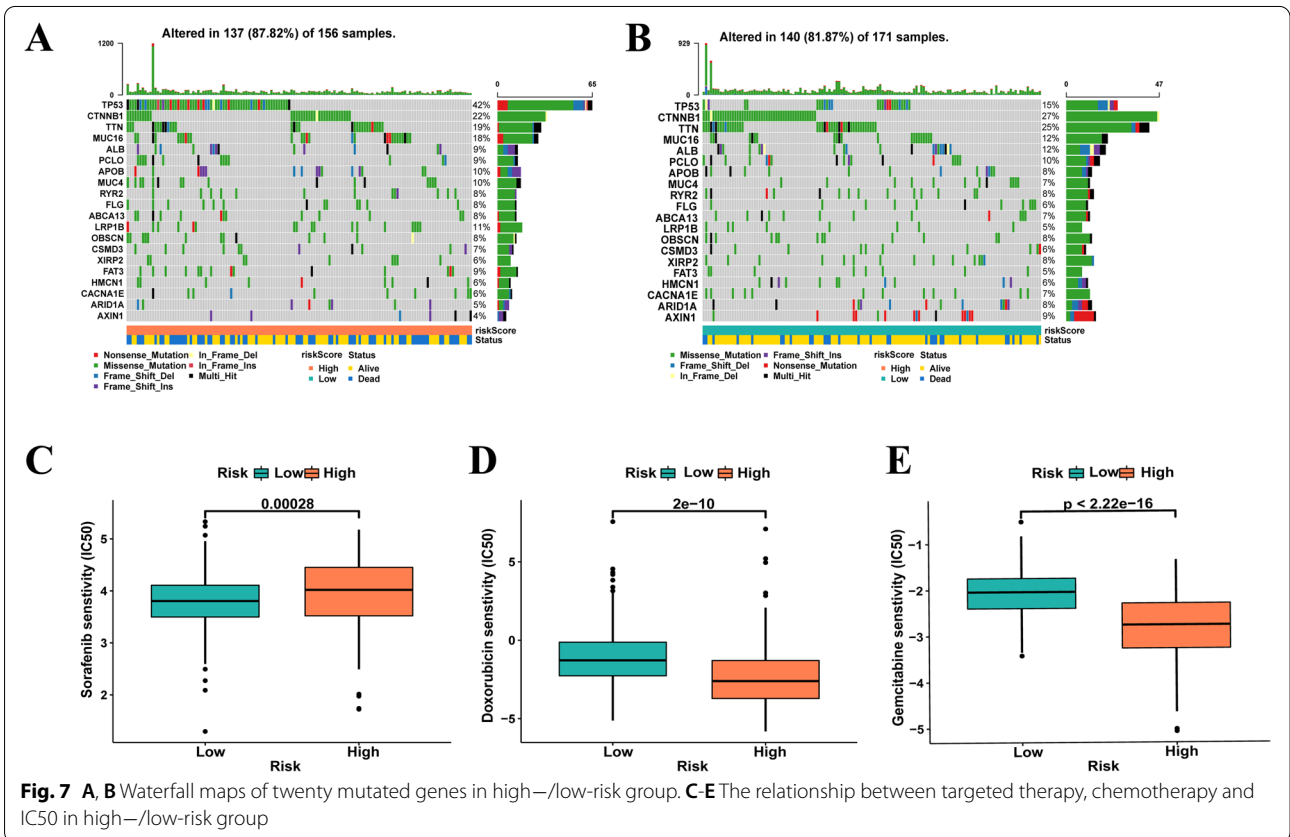 A
Altered in 137 (87.82%) of 156 samples.
1200
0
0 65
TP53 42%
CTNNB1 22%
TTN 19%
MUC16 18%
ALB 9%
PCLO 9%
APOB 10%
MUC4 10%
RYR2 8%
FLG 8%
ABCA13 8%
LRP1B 11%
OBSCN 8%
CSMD3 7%
XIRP2 6%
FAT3 9%
HMCN1 6%
CACNA1E 6%
ARID1A 5%
AXIN1 4%
riskScore
Status
Nonsense_Mutation In_Frame_Del riskScore Status
Missense_Mutation In_Frame_Ins High Alive
Frame_Shift_Del Multi_Hit Low Dead
Frame_Shift_Ins
B
Altered in 140 (81.87%) of 171 samples.
929
0
0 47
TP53 15%
CTNNB1 27%
TTN 25%
MUC16 12%
ALB 12%
PCLO 10%
APOB 8%
MUC4 7%
RYR2 8%
FLG 6%
ABCA13 7%
LRP1B 5%
OBSCN 8%
CSMD3 6%
XIRP2 8%
FAT3 5%
HMCN1 6%
CACNA1E 7%
ARID1A 8%
AXIN1 9%
riskScore
Status
Missense_Mutation Frame_Shift_Ins riskScore Status
Frame_Shift_Del Nonsense_Mutation High Alive
In_Frame_Del Multi_Hit Low Dead
C
Risk Low High
0.00028
Sorafenib senstivity (IC50)
5
4
3
2
Low High
Risk
D
Risk Low High
2e−10
Doxorubicin senstivity (IC50)
5
0
−5
Low High
Risk
E
Risk Low High
p < 2.22e−16
Gemcitabine senstivity (IC50)
−1
−2
−3
−4
−5
Low High
Risk
Fig. 7 A, B Waterfall maps of twenty mutated genes in high—/low-risk group. C-E The relationship between targeted therapy, chemotherapy and
IC50 in high—/low-risk group